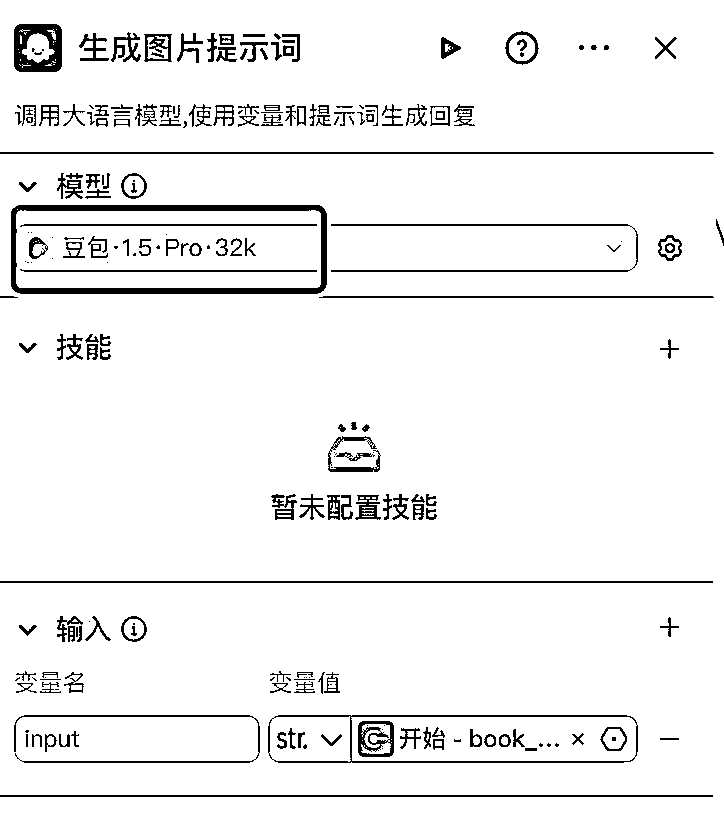 生成图片提示词
调用大语言模型,使用变量和提示词生成回复
模型
豆包·1.5·Pro·32k
技能
暂未配置技能
输入
变量名 变量值
input str. 开始 - book_...